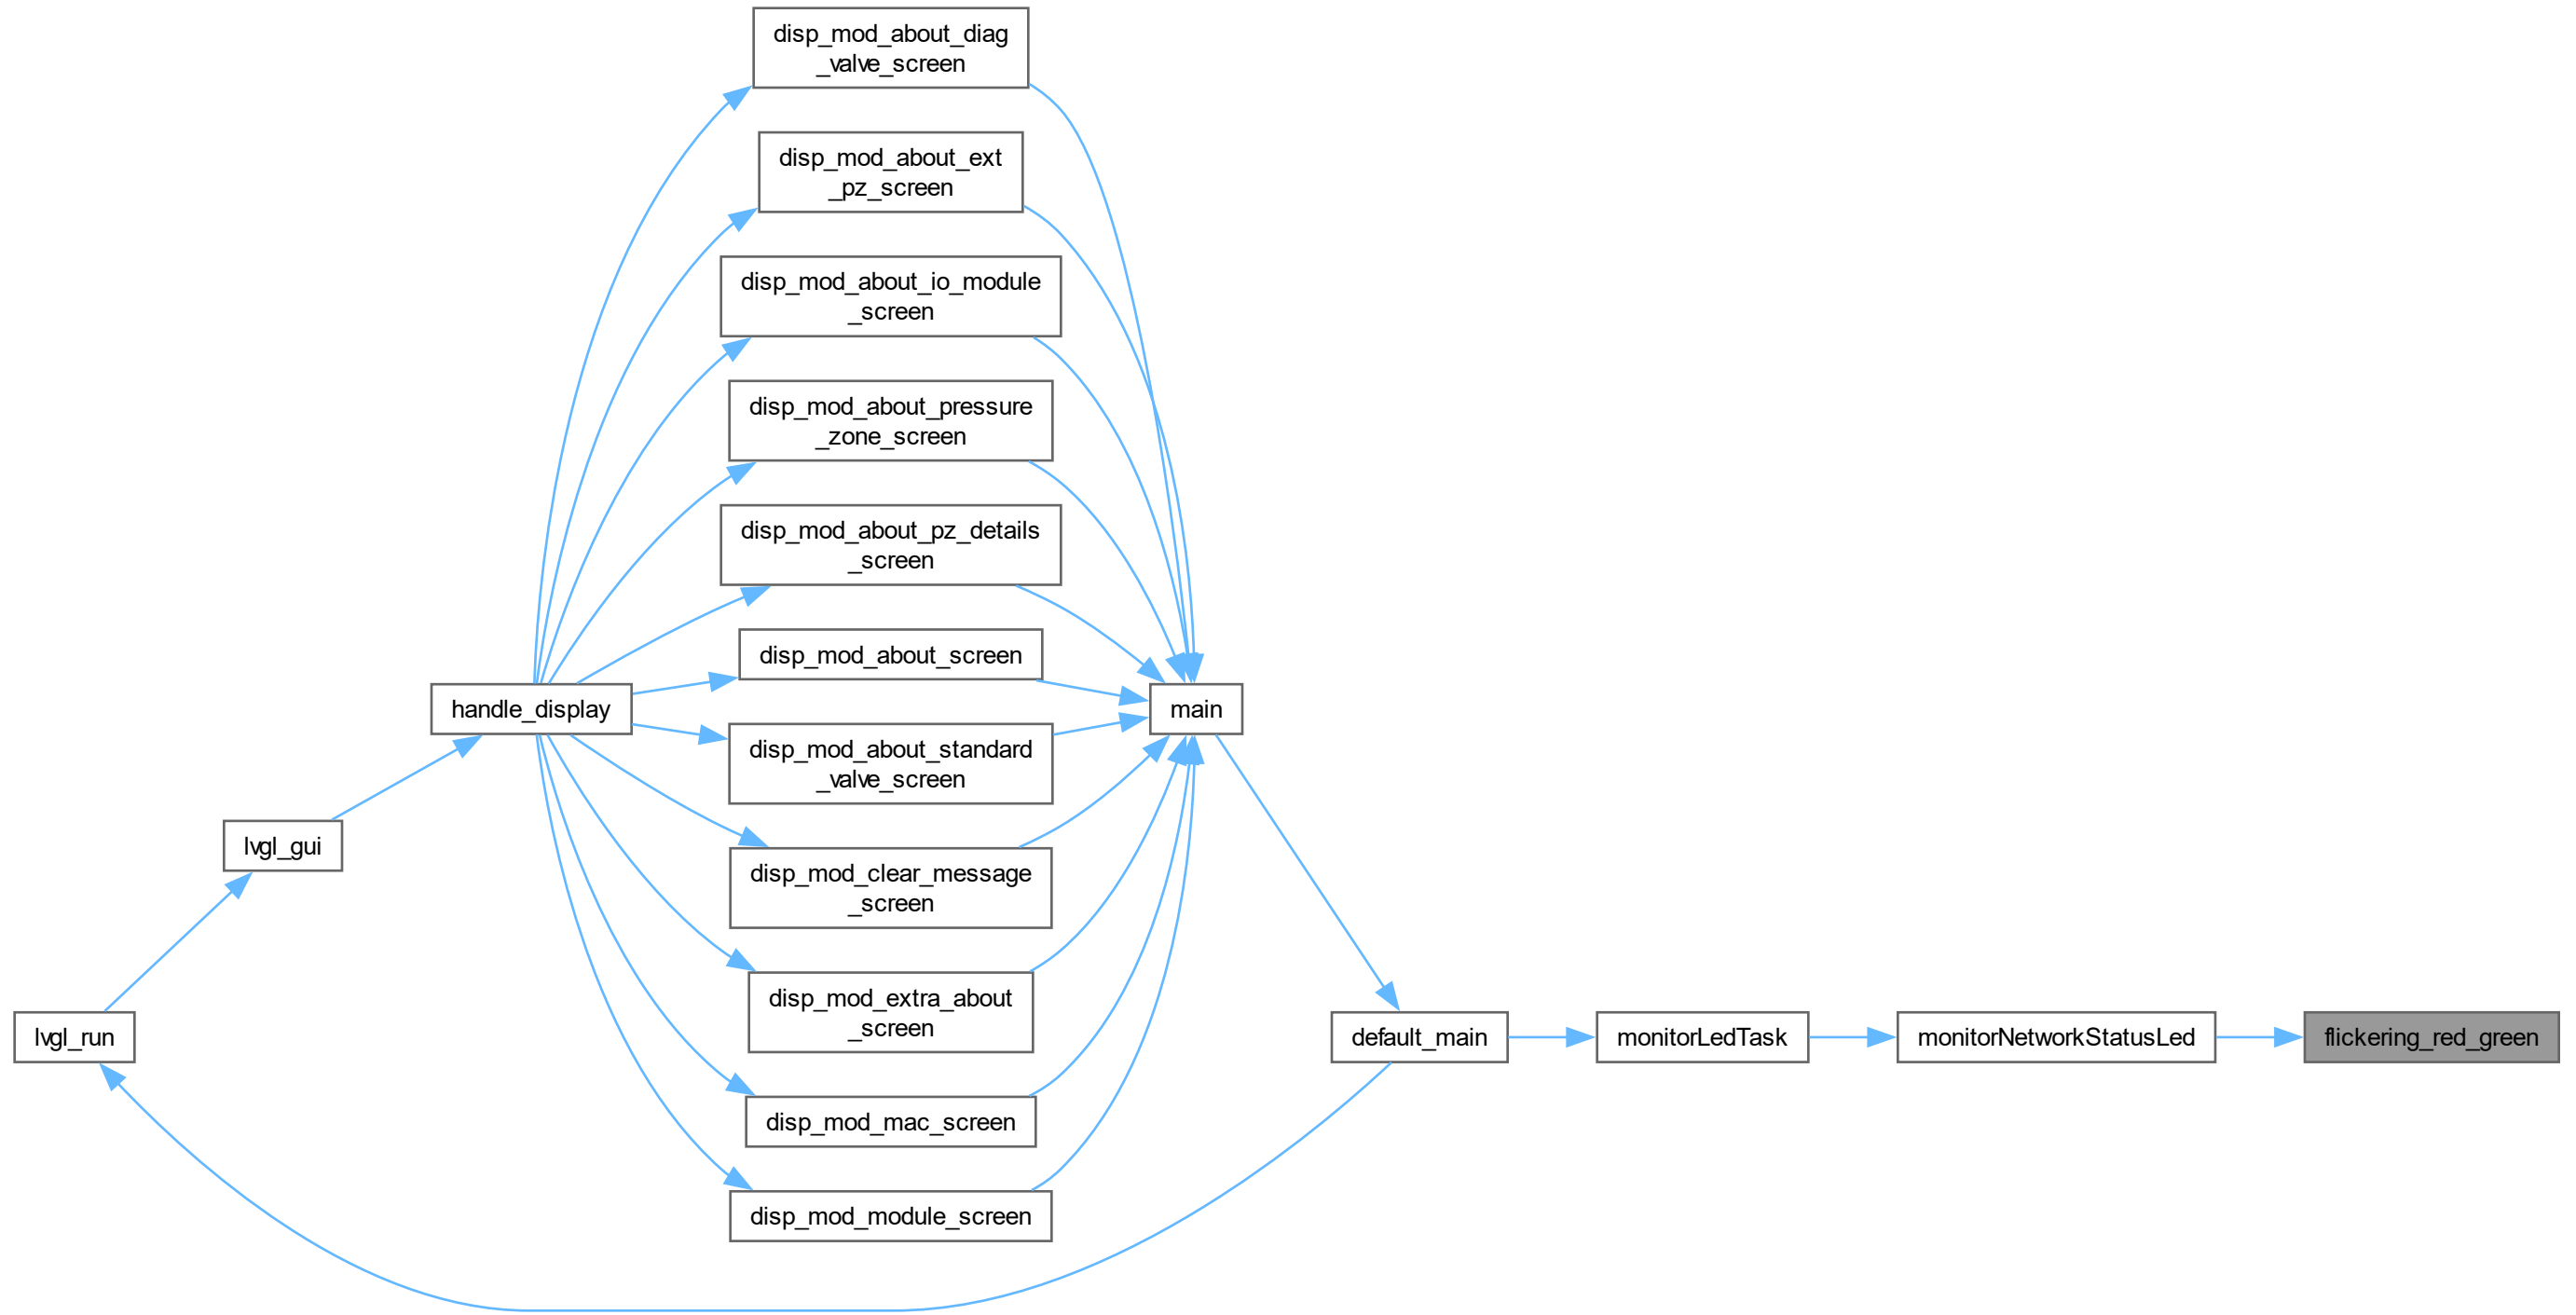 disp_mod_about_diag
_valve_screen
disp_mod_about_ext
_pz_screen
disp_mod_about_io_module
_screen
disp_mod_about_pressure
_zone_screen
disp_mod_about_pz_details
_screen
disp_mod_about_screen
handle_display
main
disp_mod_about_standard
_valve_screen
lvgl_gui
disp_mod_clear_message
_screen
disp_mod_extra_about
_screen
lvgl_run
default_main
monitorLedTask
monitorNetworkStatusLed
flickering_red_green
disp_mod_mac_screen
disp_mod_module_screen